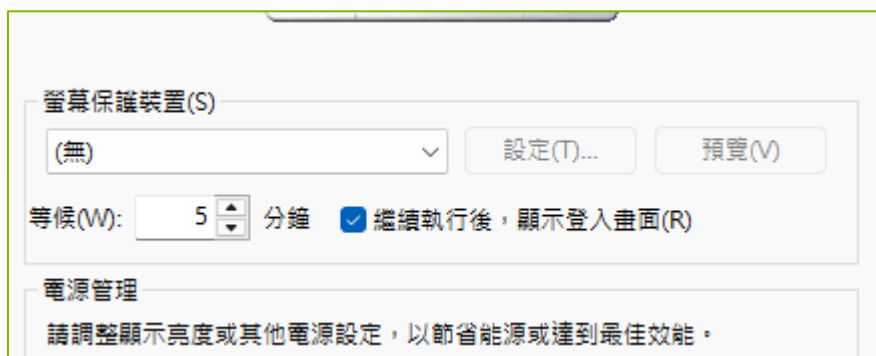 螢幕保護裝置(S)
(無) 設定(T)... 預覽(V)
等候(W): 5 分鐘 繼續執行後，顯示登入畫面(R)
電源管理
請調整顯示亮度或其他電源設定，以節省能源或達到最佳效能。